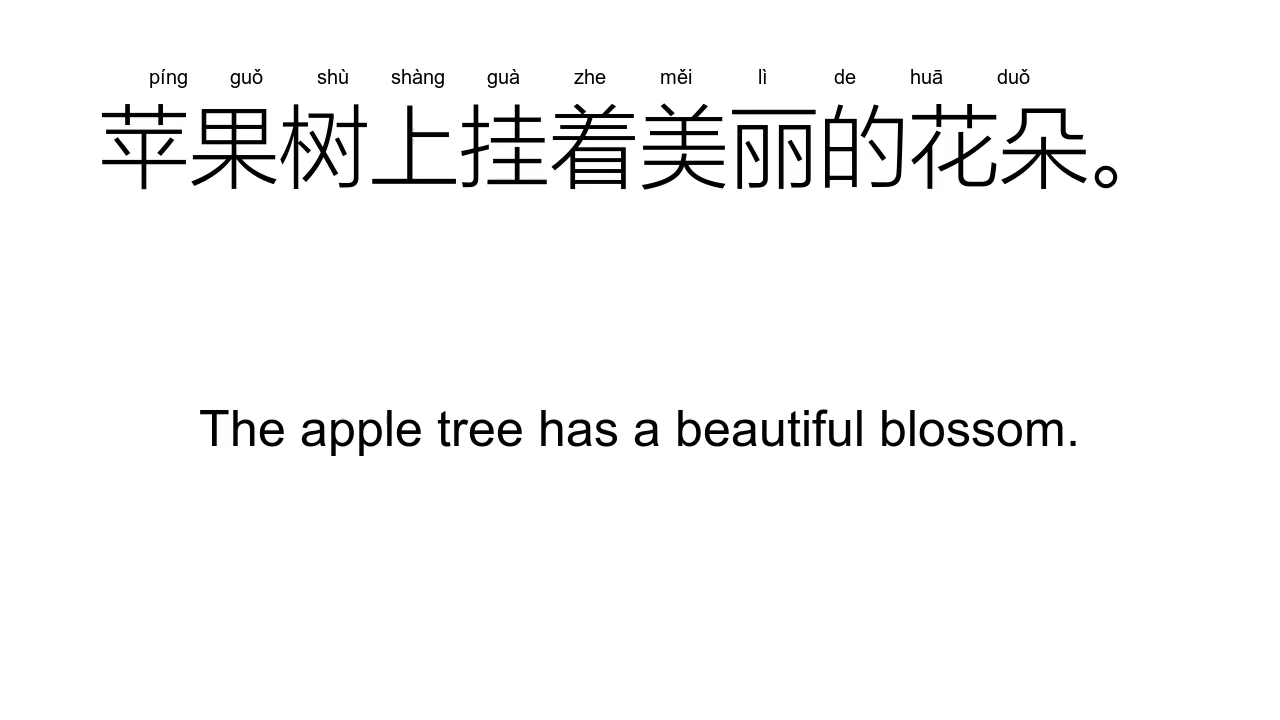 píng guǒ shù shàng guà zhe měi lì de huā duǒ
苹果树上挂着美丽的花朵。
The apple tree has a beautiful blossom.